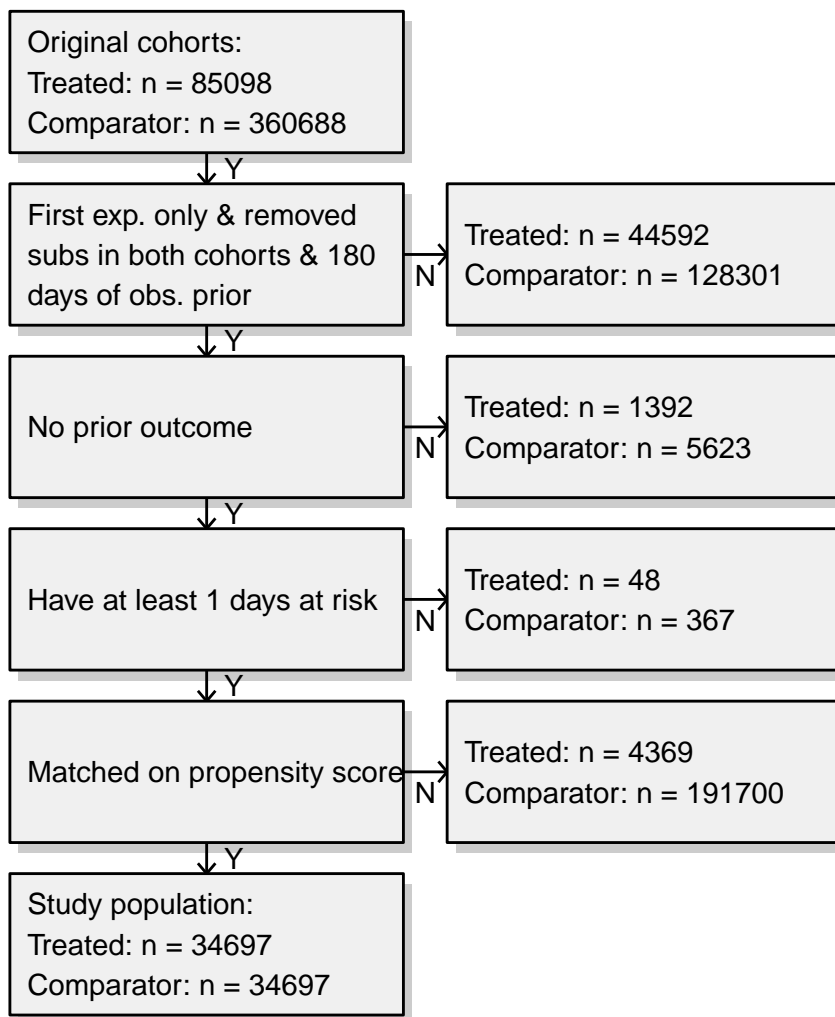 Original cohorts:
Treated: n = 85098
Comparator: n = 360688
Y
First exp. only & removed
subs in both cohorts & 180
days of obs. prior
N
Treated: n = 44592
Comparator: n = 128301
Y
No prior outcome
N
Treated: n = 1392
Comparator: n = 5623
Y
Have at least 1 days at risk
N
Treated: n = 48
Comparator: n = 367
Y
Matched on propensity score
N
Treated: n = 4369
Comparator: n = 191700
Y
Study population:
Treated: n = 34697
Comparator: n = 34697